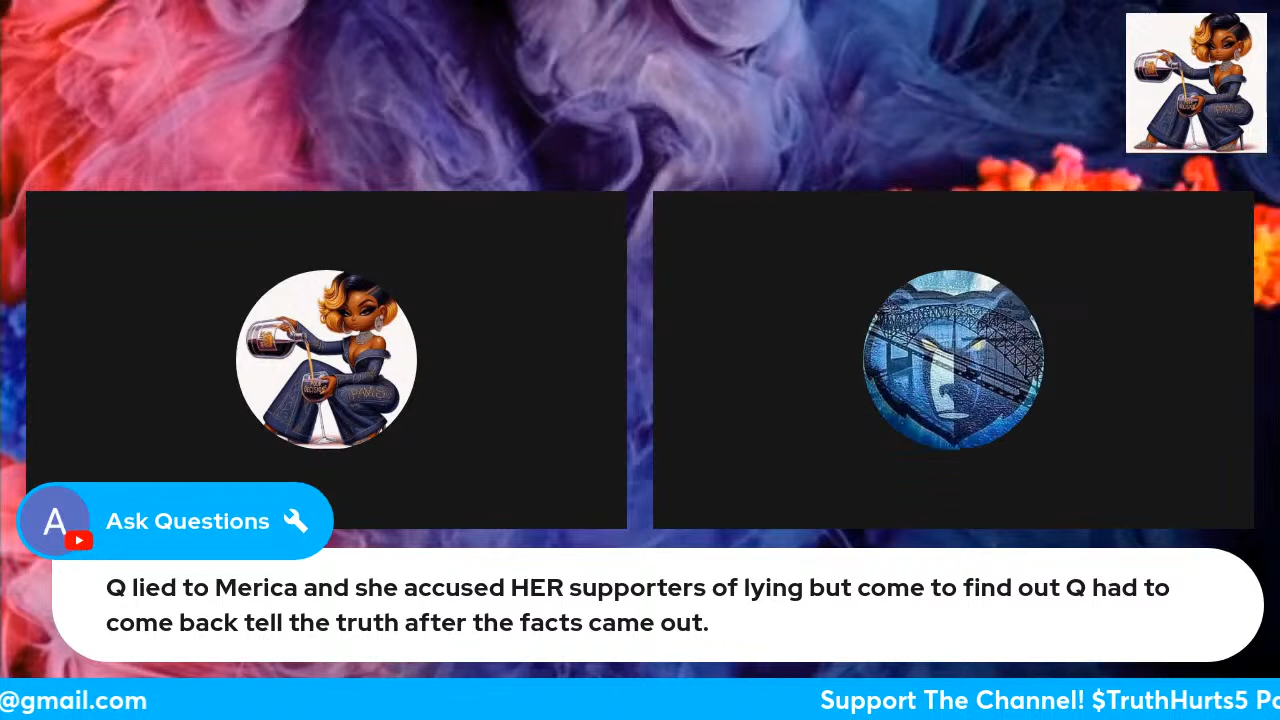 A Ask Questions
Q lied to Merica and she accused HER supporters of lying but come to find out Q had to
come back tell the truth after the facts came out.
@gmail.com Support The Channel! $TruthHurts5 Pa